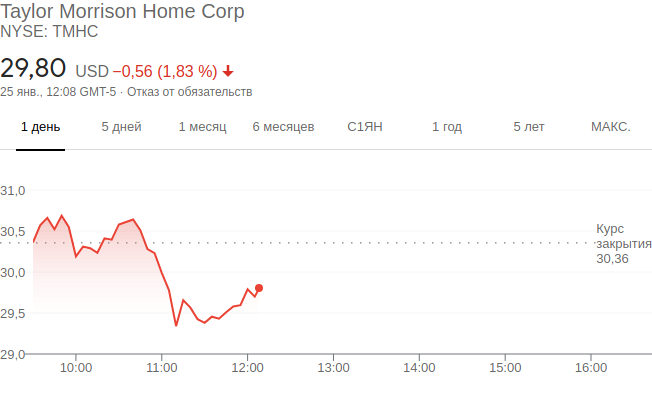 Taylor Morrison Home Corp
NYSE: TMHC
29,80 USD −0,56 (1,83 %)
25 янв., 12:08 GMT-5 · Отказ от обязательств
1 день 5 дней 1 месяц 6 месяцев С1ЯН 1 год 5 лет МАКС.
31,0
30,5
Курс
закрытия
30,36
30,0
29,5
29,0
10:00 11:00 12:00 13:00 14:00 15:00 16:00